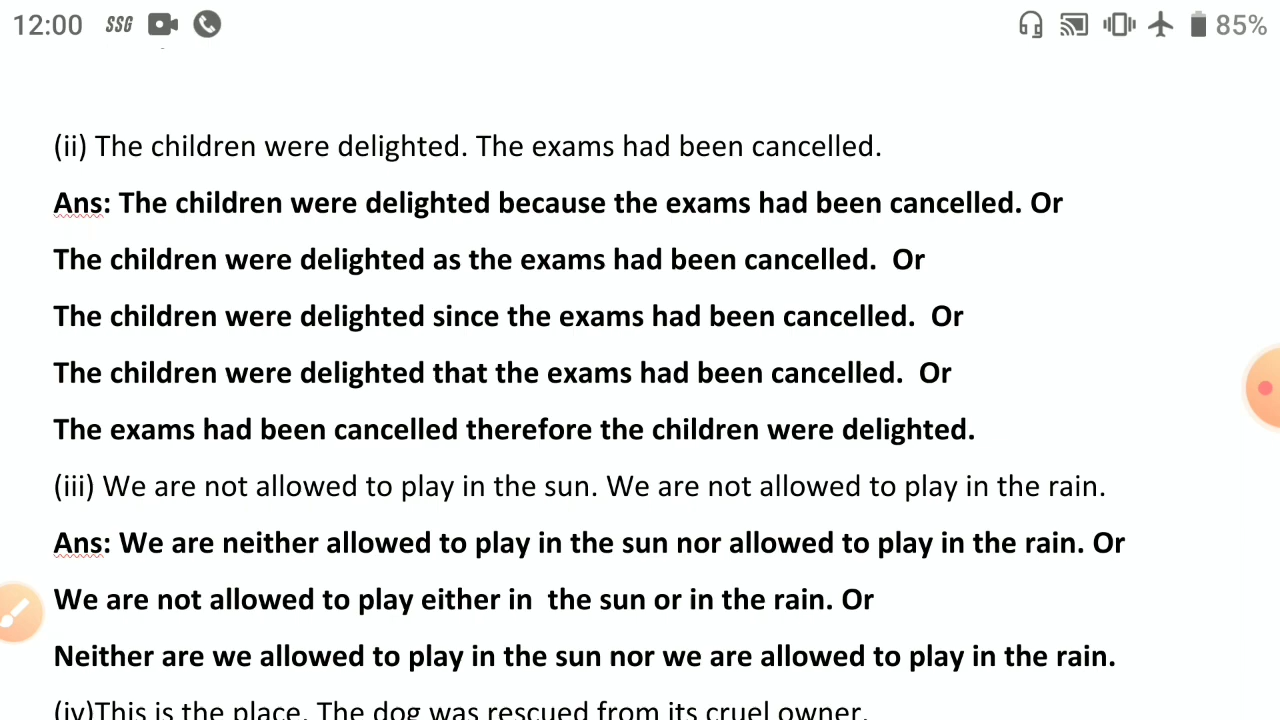 12:00 SSG 85%
(ii) The children were delighted. The exams had been cancelled.
Ans: The children were delighted because the exams had been cancelled. Or
The children were delighted as the exams had been cancelled.  Or
The children were delighted since the exams had been cancelled.  Or
The children were delighted that the exams had been cancelled.  Or
The exams had been cancelled therefore the children were delighted.
(iii) We are not allowed to play in the sun. We are not allowed to play in the rain.
Ans: We are neither allowed to play in the sun nor allowed to play in the rain. Or
We are not allowed to play either in  the sun or in the rain. Or
Neither are we allowed to play in the sun nor we are allowed to play in the rain.
(iv)This is the place. The dog was rescued from its cruel owner.